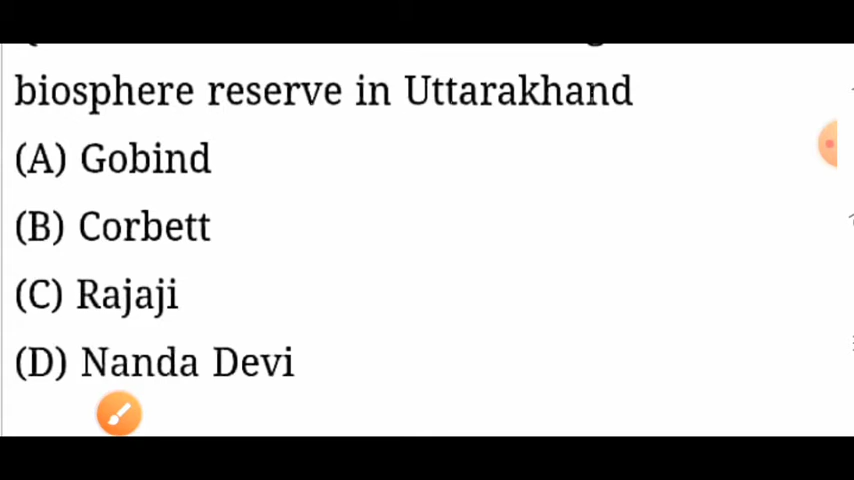 biosphere reserve in Uttarakhand
(A) Gobind
(B) Corbett
(C) Rajaji
(D) Nanda Devi